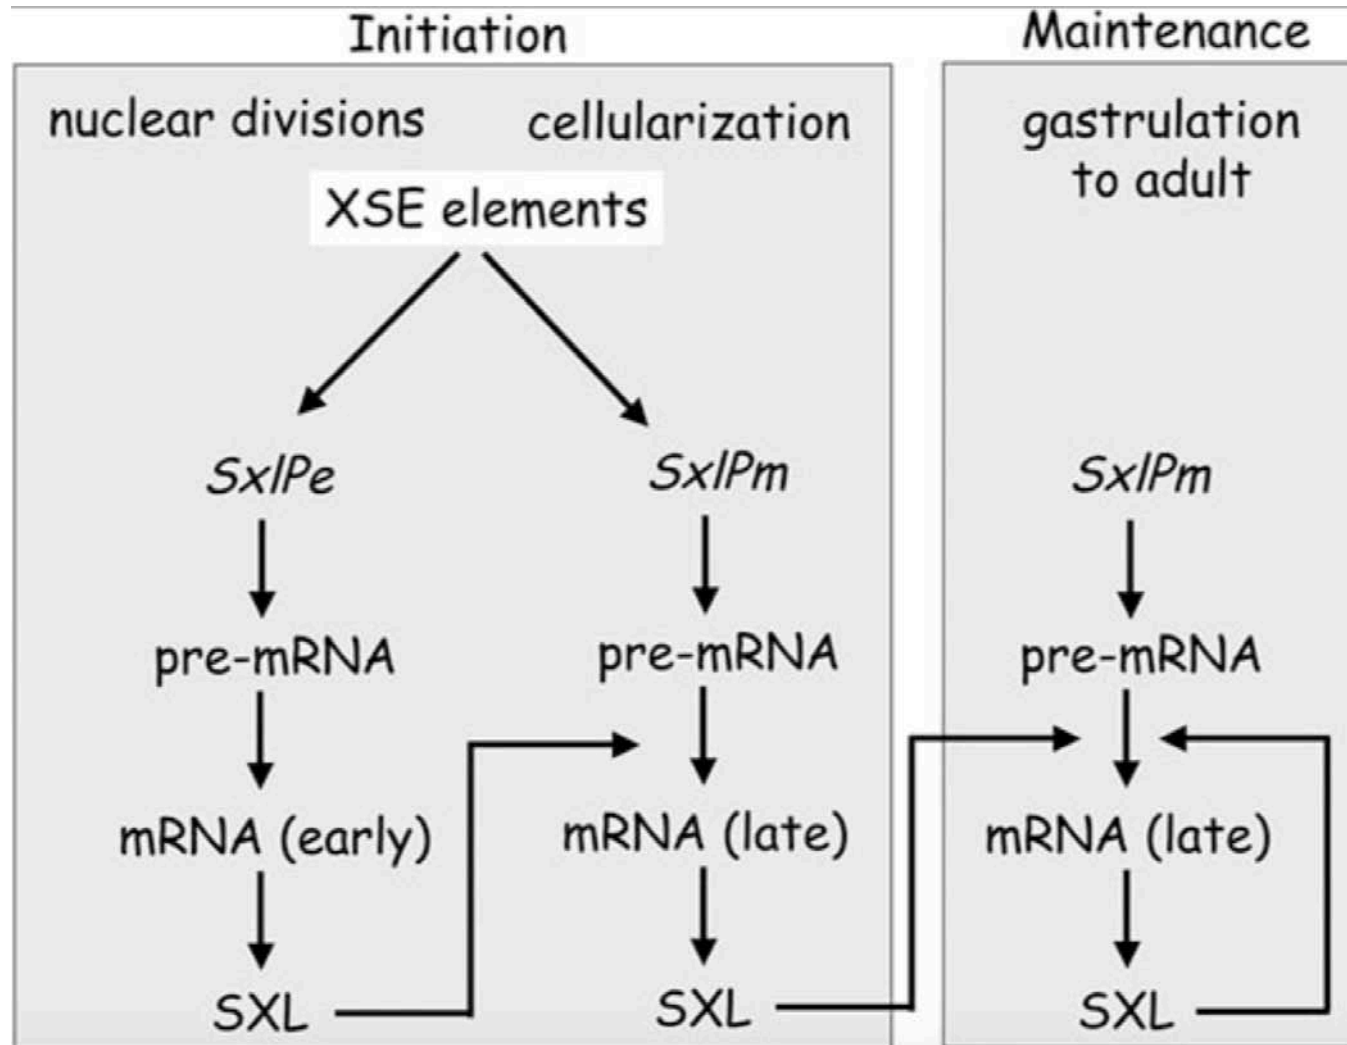 Initiation
nuclear divisions
cellularization
XSE elements
SxlPe
pre-mRNA
mRNA (early)
SXL
SxlPm
pre-mRNA
mRNA (late)
SXL
Maintenance
gastrulation
to adult
SxlPm
pre-mRNA
mRNA (late)
SXL